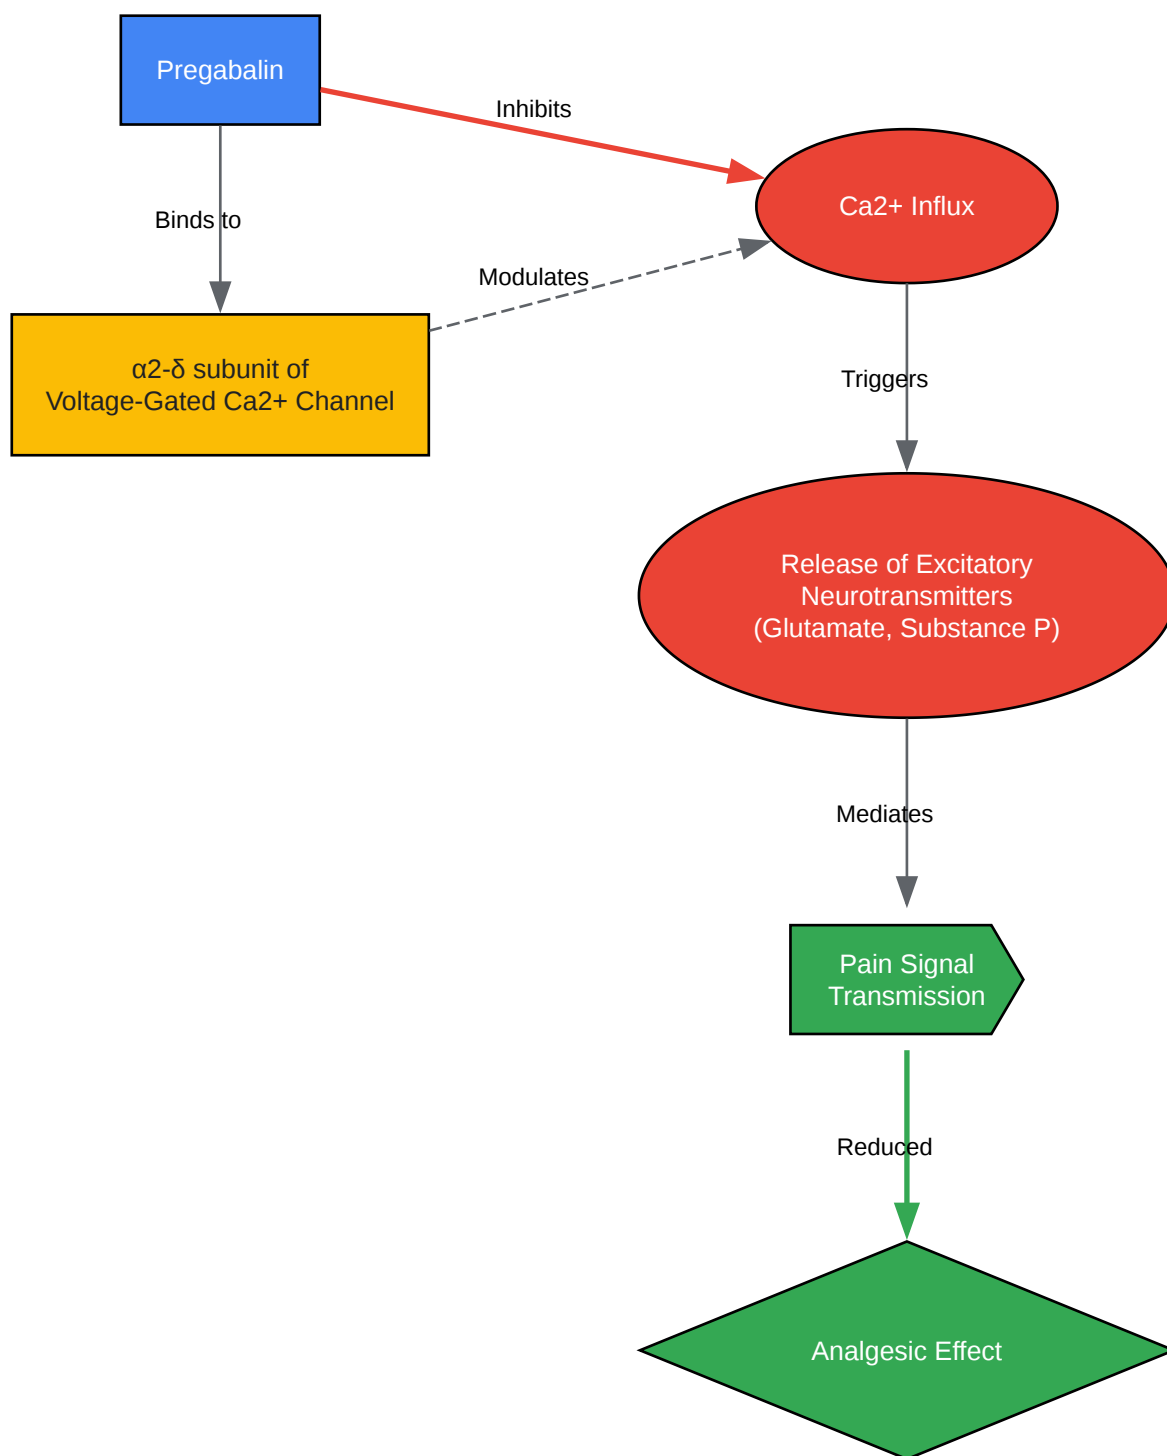 Pregabalin
Inhibits
Ca2+ Influx
Binds to
Modulates
α2-δ subunit of
Voltage-Gated Ca2+ Channel
Triggers
Release of Excitatory
Neurotransmitters
(Glutamate, Substance P)
Mediates
Pain Signal
Transmission
Reduced
Analgesic Effect